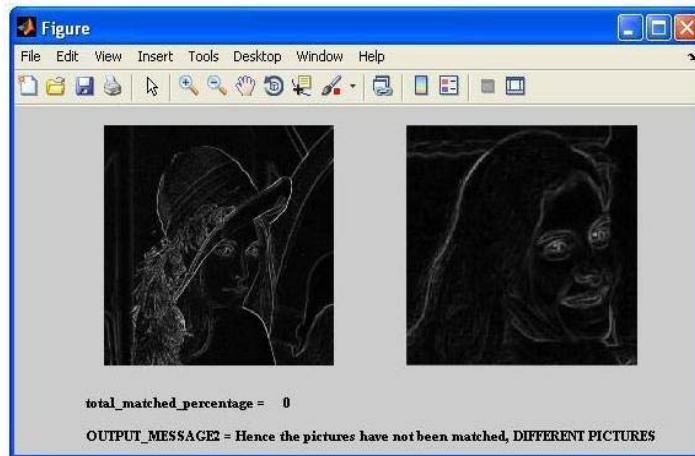 Figure
File Edit View Insert Tools Desktop Window Help
total_matched_percentage = 0
OUTPUT_MESSAGE2 = Hence the pictures have not been matched, DIFFERENT PICTURES